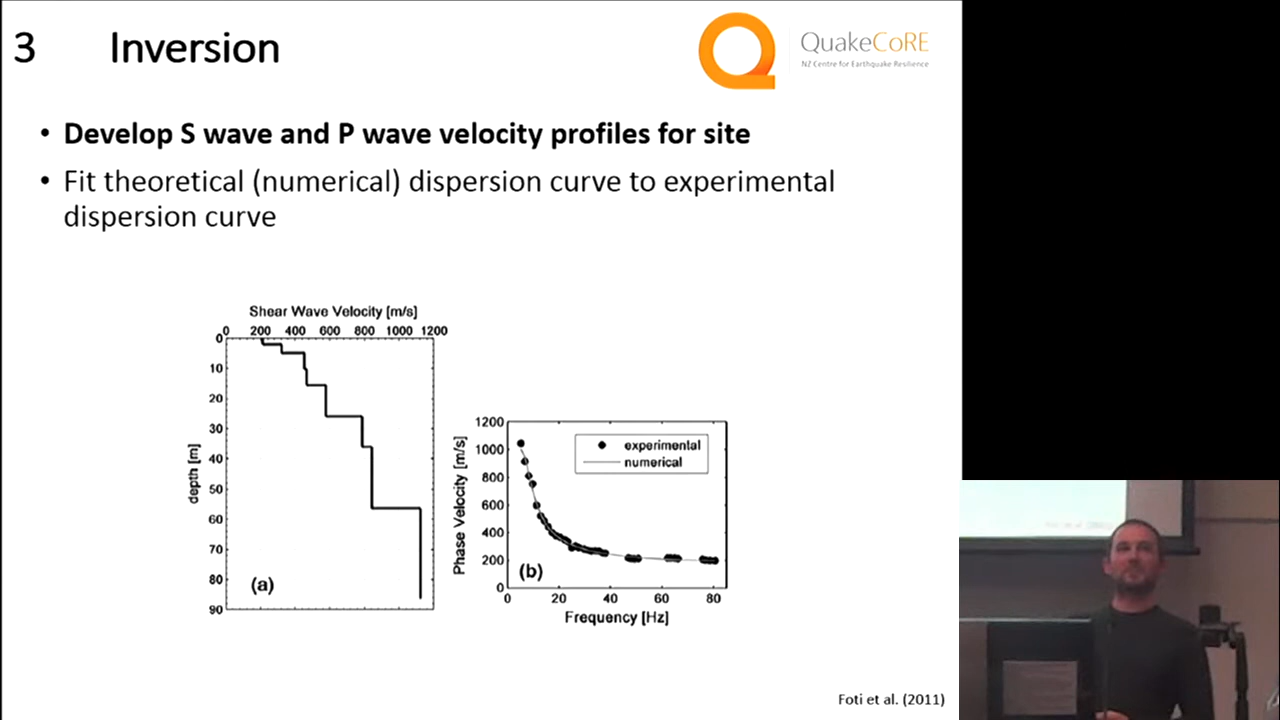 3 Inversion
QuakeCoRE
NZ Centre for Earthquake Resilience
• Develop S wave and P wave velocity profiles for site
• Fit theoretical (numerical) dispersion curve to experimental
dispersion curve
Shear Wave Velocity [m/s]
0 200 400 600 800 1000 1200
0
10
20
30
40
50
60
70
80
90
depth [m]
(a)
1200
1000
800
600
400
200
0
Phase Velocity [m/s]
experimental
numerical
(b)
0 20 40 60 80
Frequency [Hz]
Foti et al. (2011)